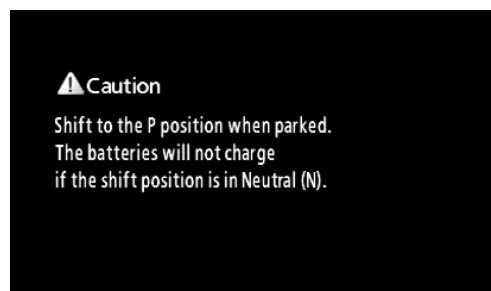 Caution
Shift to the P position when parked.
The batteries will not charge
if the shift position is in Neutral (N).